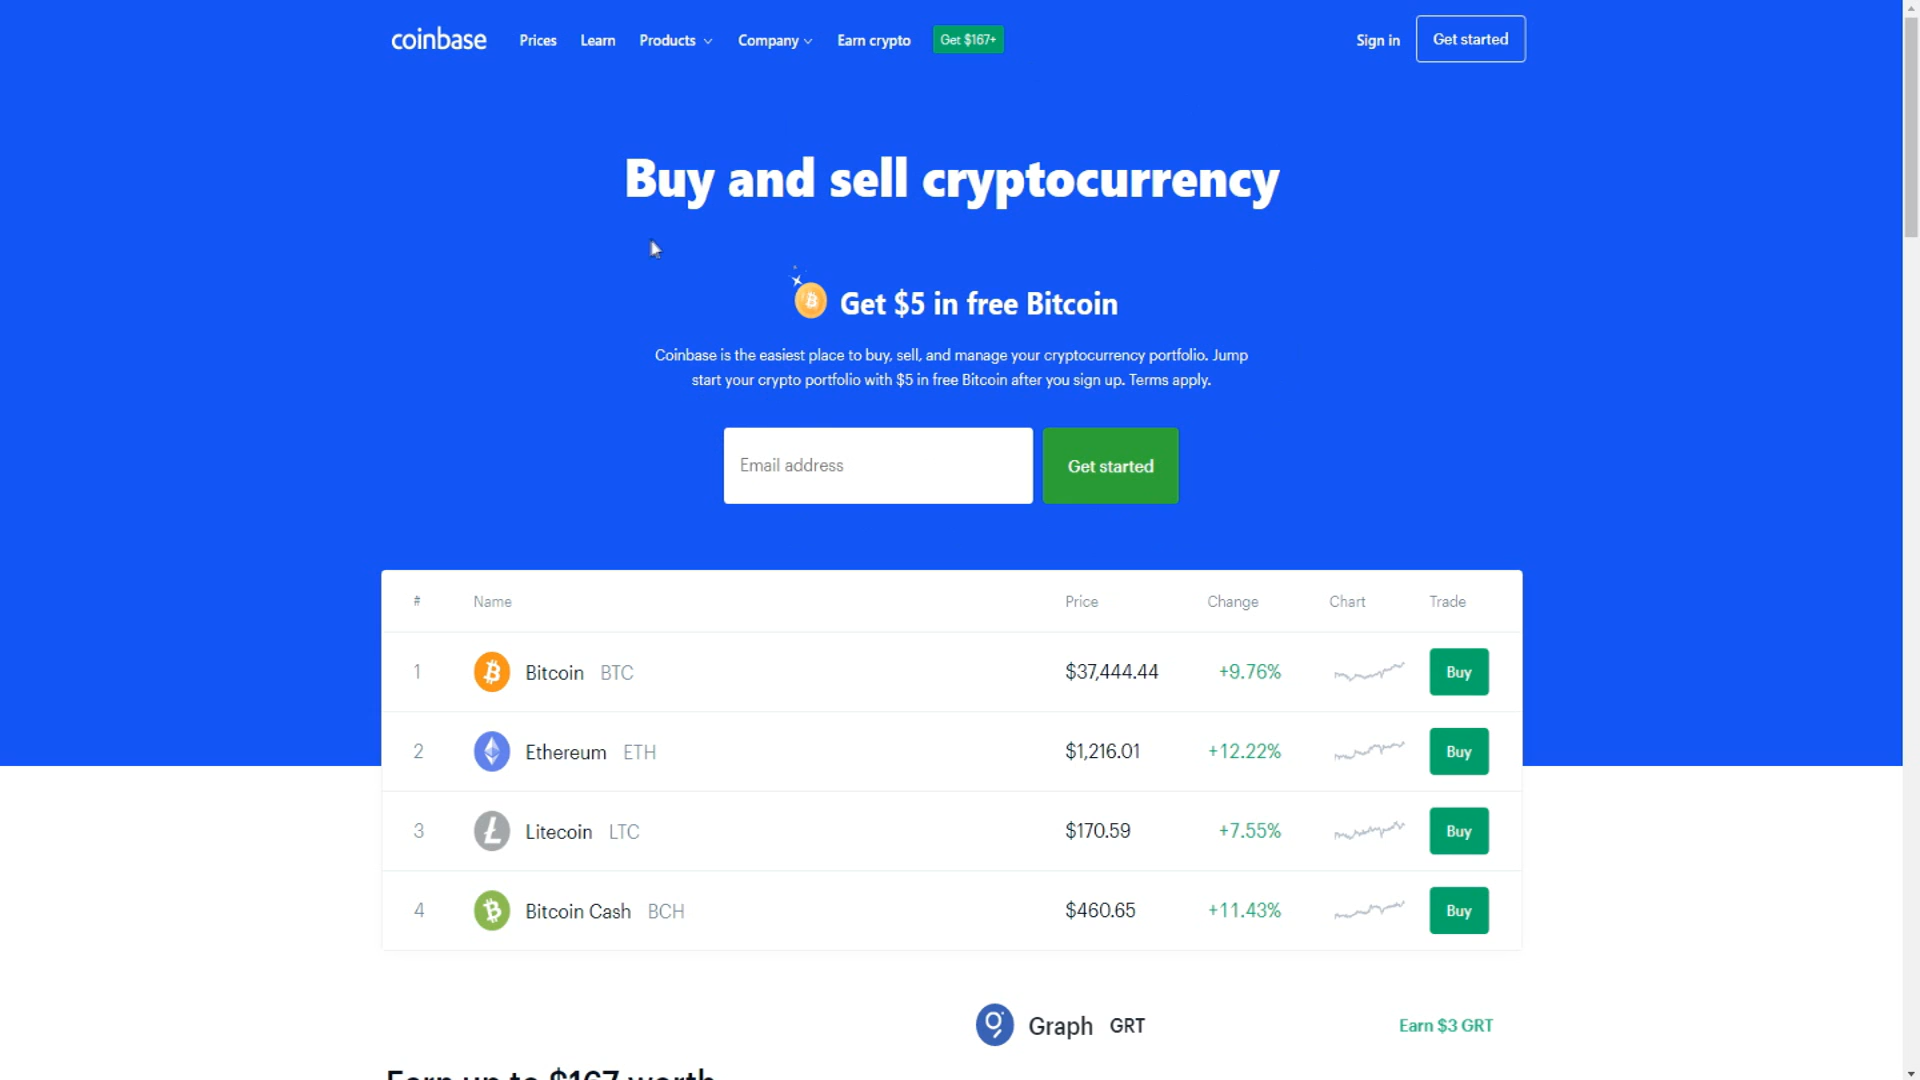 coinbase Prices Learn Products Company Earn crypto Get $167+ Sign in Get started
Buy and sell cryptocurrency
Get $5 in free Bitcoin
Coinbase is the easiest place to buy, sell, and manage your cryptocurrency portfolio. Jump
start your crypto portfolio with $5 in free Bitcoin after you sign up. Terms apply.
Email address Get started
# Name Price Change Chart Trade
1 Bitcoin BTC $37,444.44 +9.76% Buy
2 Ethereum ETH $1,216.01 +12.22% Buy
3 Litecoin LTC $170.59 +7.55% Buy
4 Bitcoin Cash BCH $460.65 +11.43% Buy
Graph GRT Earn $3 GRT
Earn up to $167 worth